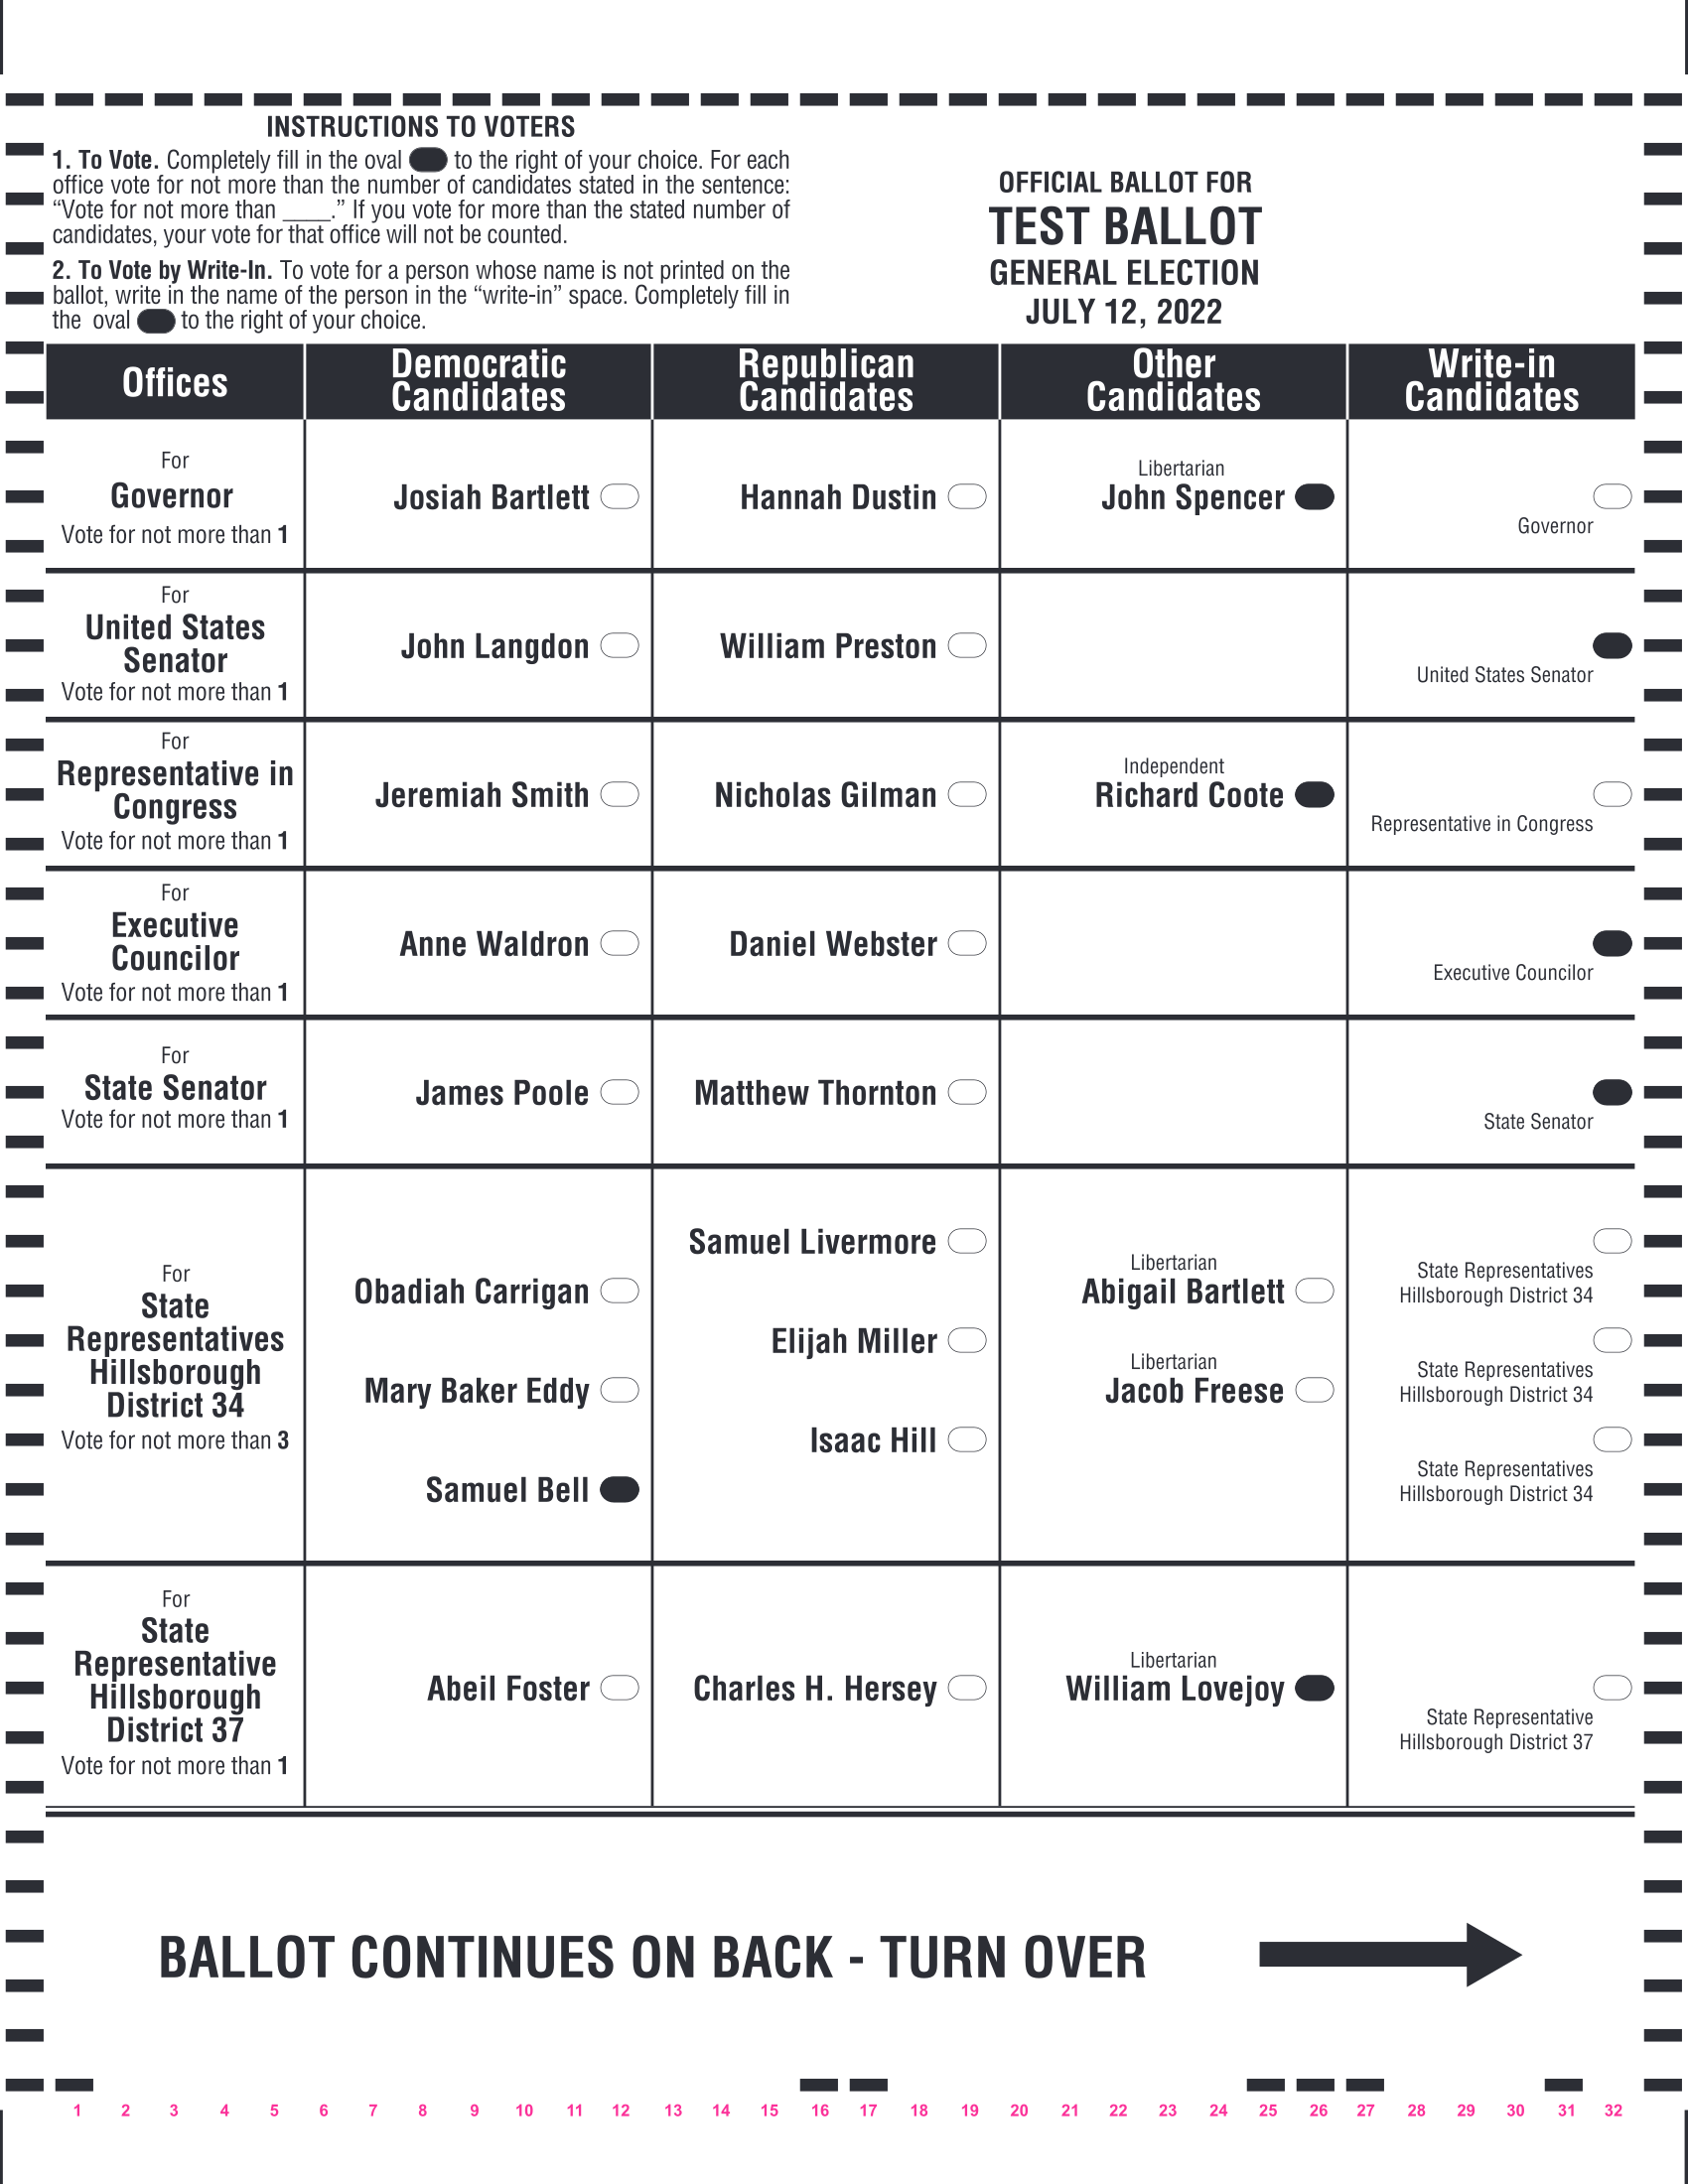 INSTRUCTIONS TO VOTERS
1. To Vote. Completely fill in the oval to the right of your choice. For each
office vote for not more than the number of candidates stated in the sentence:
“Vote for not more than ____.” If you vote for more than the stated number of
candidates, your vote for that office will not be counted.
2. To Vote by Write-In. To vote for a person whose name is not printed on the
ballot, write in the name of the person in the “write-in” space. Completely fill in
the oval to the right of your choice.
OFFICIAL BALLOT FOR
TEST BALLOT
GENERAL ELECTION
JULY 12, 2022
Offices
Democratic
Candidates
Republican
Candidates
Other
Candidates
Write-in
Candidates
For
Governor
Vote for not more than 1
Josiah Bartlett
Hannah Dustin
Libertarian
John Spencer
Governor
For
United States
Senator
Vote for not more than 1
John Langdon
William Preston
United States Senator
For
Representative in
Congress
Vote for not more than 1
Jeremiah Smith
Nicholas Gilman
Independent
Richard Coote
Representative in Congress
For
Executive
Councilor
Vote for not more than 1
Anne Waldron
Daniel Webster
Executive Councilor
For
State Senator
Vote for not more than 1
James Poole
Matthew Thornton
State Senator
For
State
Representatives
Hillsborough
District 34
Vote for not more than 3
Obadiah Carrigan
Mary Baker Eddy
Samuel Bell
Samuel Livermore
Elijah Miller
Isaac Hill
Libertarian
Abigail Bartlett
Libertarian
Jacob Freese
State Representatives
Hillsborough District 34
State Representatives
Hillsborough District 34
State Representatives
Hillsborough District 34
For
State
Representative
Hillsborough
District 37
Vote for not more than 1
Abeil Foster
Charles H. Hersey
Libertarian
William Lovejoy
State Representative
Hillsborough District 37
BALLOT CONTINUES ON BACK - TURN OVER
1 2 3 4 5 6 7 8 9 10 11 12 13 14 15 16 17 18 19 20 21 22 23 24 25 26 27 28 29 30 31 32